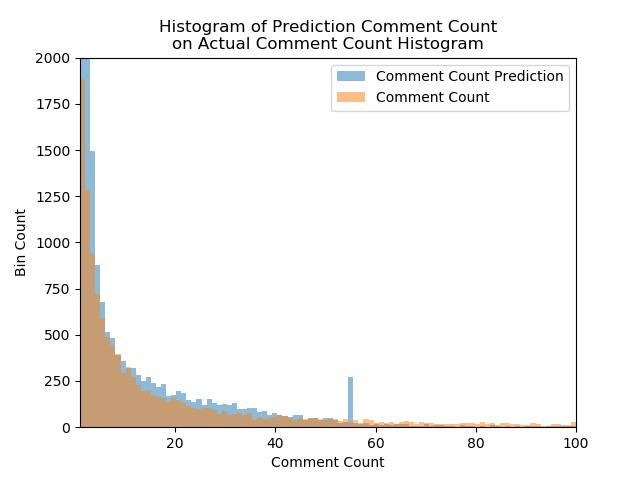 Histogram of Prediction Comment Count
on Actual Comment Count Histogram
Comment Count Prediction
Comment Count
2000
1750
1500
1250
1000
750
500
250
0
Bin Count
20
40
60
80
100
Comment Count